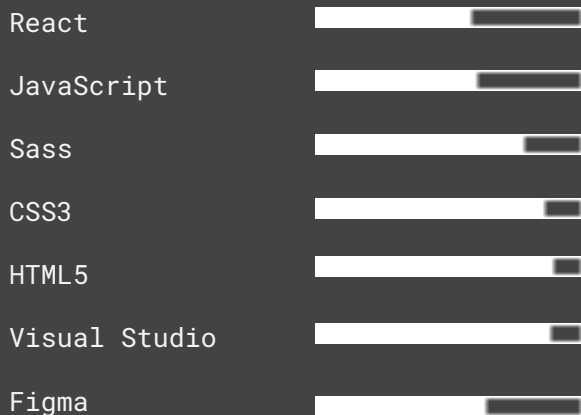 React
JavaScript
Sass
CSS3
HTML5
Visual Studio
Figma